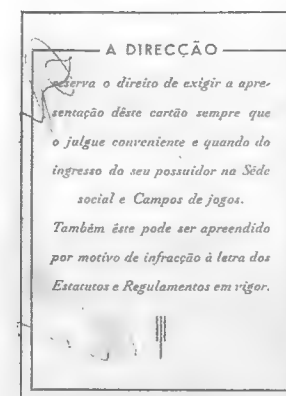 A DIRECÇÃO
reserva o direito de exigir a apre-
sentação dêste cartão sempre que
o julgue conveniente e quando do
ingresso do seu possuidor na Séde
social e Campos de jogos.
Também êste pode ser apreendido
por motivo de infracção à letra dos
Estatutos e Regulamentos em vigor.